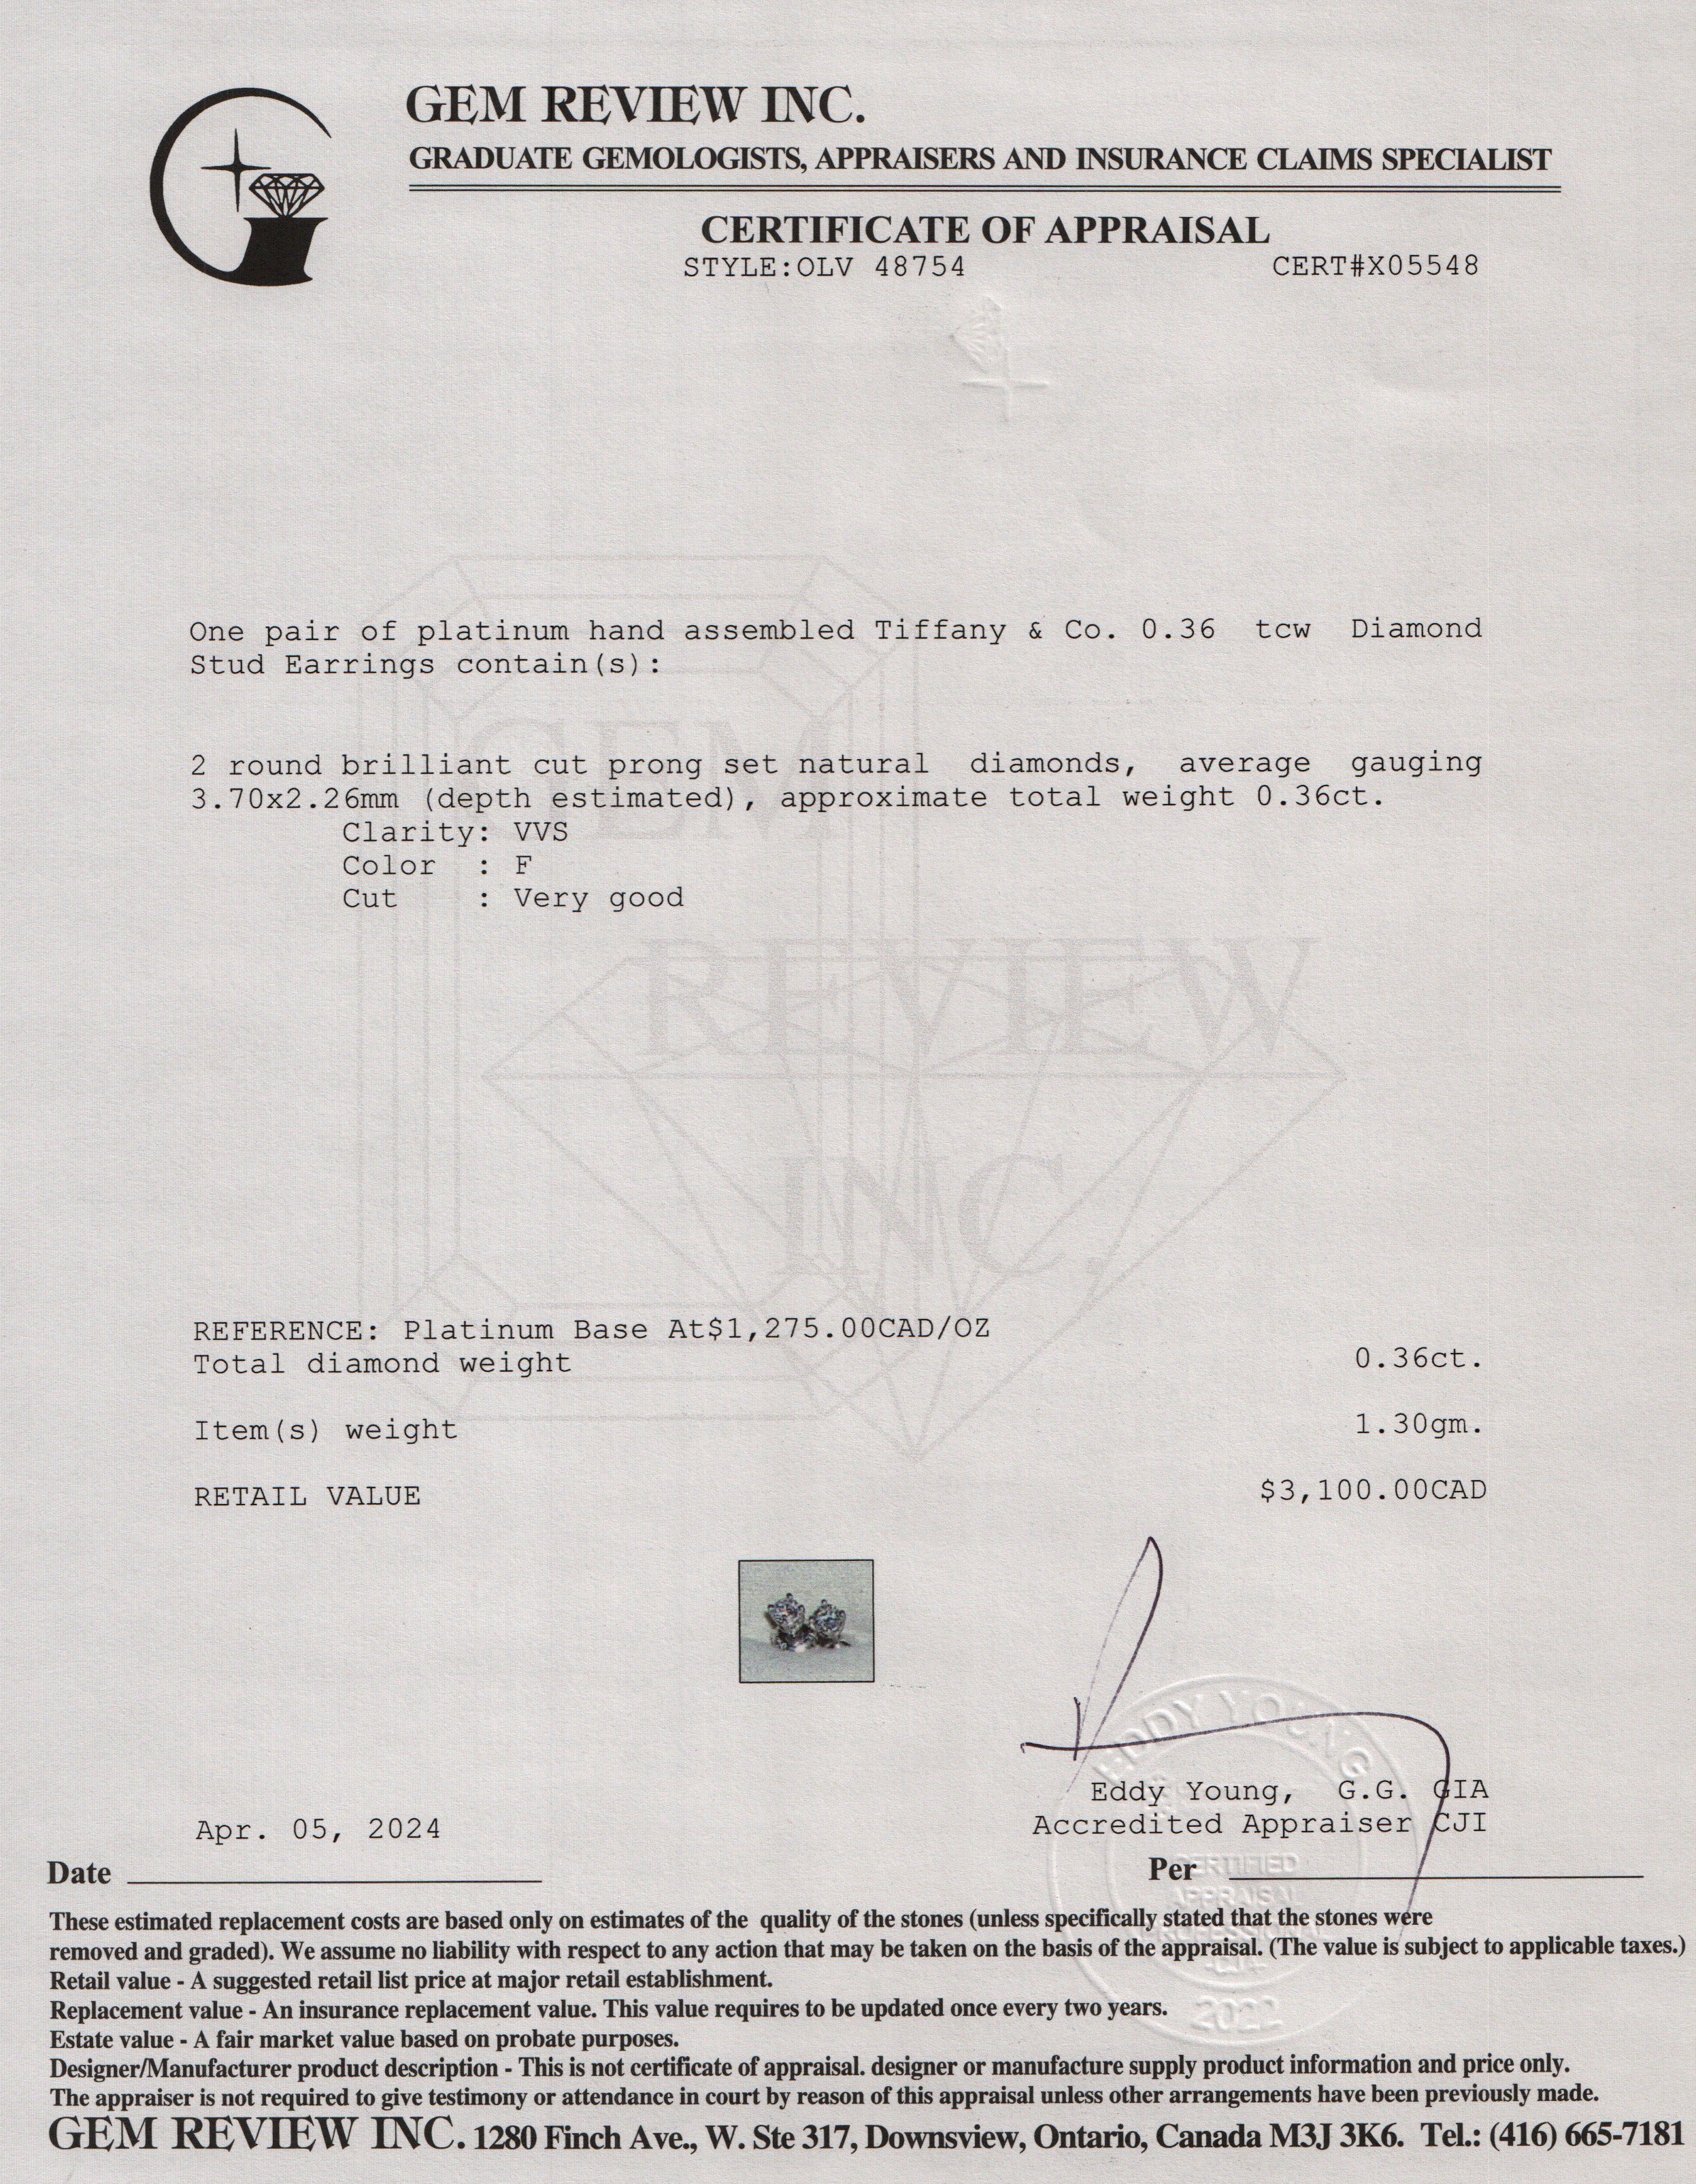 GEM REVIEW INC.
GRADUATE GEMOLOGISTS, APPRAISERS AND INSURANCE CLAIMS SPECIALIST
CERTIFICATE OF APPRAISAL
STYLE:OLV 48754 CERT#X05548
One pair of platinum hand assembled Tiffany & Co. 0.36 tcw Diamond
Stud Earrings contain(s):
2 round brilliant cut prong set natural diamonds, average gauging
3.70x2.26mm (depth estimated), approximate total weight 0.36ct.
Clarity: VVS
Color : F
Cut : Very good
GEM
REVIEW
INC.
REFERENCE: Platinum Base At$1,275.00CAD/OZ
Total diamond weight 0.36ct.
Item(s) weight 1.30gm.
RETAIL VALUE $3,100.00CAD
EDDY YOUNG
Eddy Young, G.G. GIA
Accredited Appraiser CJI
Apr. 05, 2024
Date
Per
CERTIFIED
APPRAISAL
PROFESSIONAL
2022
These estimated replacement costs are based only on estimates of the quality of the stones (unless specifically stated that the stones were
removed and graded). We assume no liability with respect to any action that may be taken on the basis of the appraisal. (The value is subject to applicable taxes.)
Retail value - A suggested retail list price at major retail establishment.
Replacement value - An insurance replacement value. This value requires to be updated once every two years.
Estate value - A fair market value based on probate purposes.
Designer/Manufacturer product description - This is not certificate of appraisal. designer or manufacture supply product information and price only.
The appraiser is not required to give testimony or attendance in court by reason of this appraisal unless other arrangements have been previously made.
GEM REVIEW INC. 1280 Finch Ave., W. Ste 317, Downsview, Ontario, Canada M3J 3K6. Tel.: (416) 665-7181